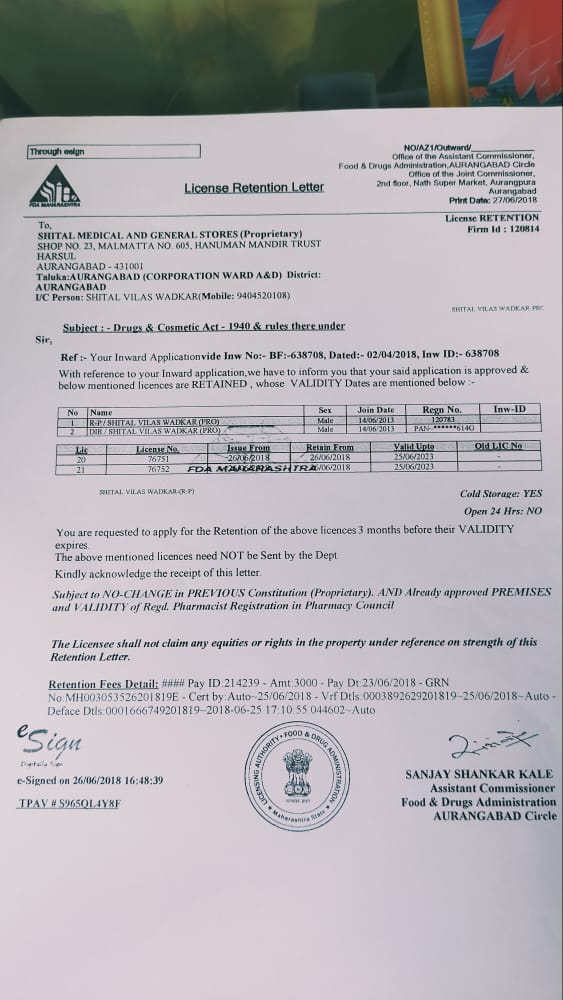 Through esign
NO/AZ1/Outward/
Office of the Assistant Commissioner,
Food & Drugs Administration,AURANGABAD Circle
Office of the Joint Commissioner,
2nd floor, Nath Super Market, Aurangpura
Aurangabad
Print Date: 27/06/2018
FDA MAHARASHTRA
License Retention Letter
License RETENTION
Firm Id : 120814
To,
SHITAL MEDICAL AND GENERAL STORES (Proprietary)
SHOP NO. 23, MALMATTA NO. 605, HANUMAN MANDIR TRUST
HARSUL
AURANGABAD - 431001
Taluka:AURANGABAD (CORPORATION WARD A&D) District:
AURANGABAD
I/C Person: SHITAL VILAS WADKAR(Mobile: 9404520108)
SHITAL VILAS WADKAR PRC
Subject : - Drugs & Cosmetic Act - 1940 & rules there under
Sir,
Ref :- Your Inward Applicationvide Inw No:- BF:-638708, Dated:- 02/04/2018, Inw ID:- 638708
With reference to your Inward application,we have to inform you that your said application is approved &
below mentioned licences are RETAINED , whose VALIDITY Dates are mentioned below :-
No Name Sex Join Date Regn No. Inw-ID
1 R-P / SHITAL VILAS WADKAR (PRO) Male 14/06/2013 120783
2 DIR / SHITAL VILAS WADKAR (PRO) Male 14/06/2013 PAN-******614G
Lic License No. Issue From Retain From Valid Upto Old LIC No
20 76751 26/06/2018 26/06/2018 25/06/2023 -
21 76752 FDA MAHARASHTRA 26/06/2018 25/06/2023 -
SHITAL VILAS WADKAR (R-P)
Cold Storage: YES
Open 24 Hrs: NO
You are requested to apply for the Retention of the above licences 3 months before their VALIDITY
expires.
The above mentioned licences need NOT be Sent by the Dept
Kindly acknowledge the receipt of this letter.
Subject to NO-CHANGE in PREVIOUS Constitution (Proprietary). AND Already approved PREMISES
and VALIDITY of Regd. Pharmacist Registration in Pharmacy Council
The Licensee shall not claim any equities or rights in the property under reference on strength of this
Retention Letter.
Retention Fees Detail: #### Pay ID:214239 - Amt:3000 - Pay Dt:23/06/2018 - GRN
No:MH003053526201819E - Cert by:Auto~25/06/2018 - Vrf Dtls:0003892629201819~25/06/2018~Auto -
Deface Dtls:0001666749201819~2018-06-25 17:10:55.044602~Auto
eSign
Digitally Sign
e-Signed on 26/06/2018 16:48:39
TPAV # S965QL4Y8F
LICENSING AUTHORITY • FOOD & DRUG ADMINISTRATION
Maharashtra State
SANJAY SHANKAR KALE
Assistant Commissioner
Food & Drugs Administration
AURANGABAD Circle